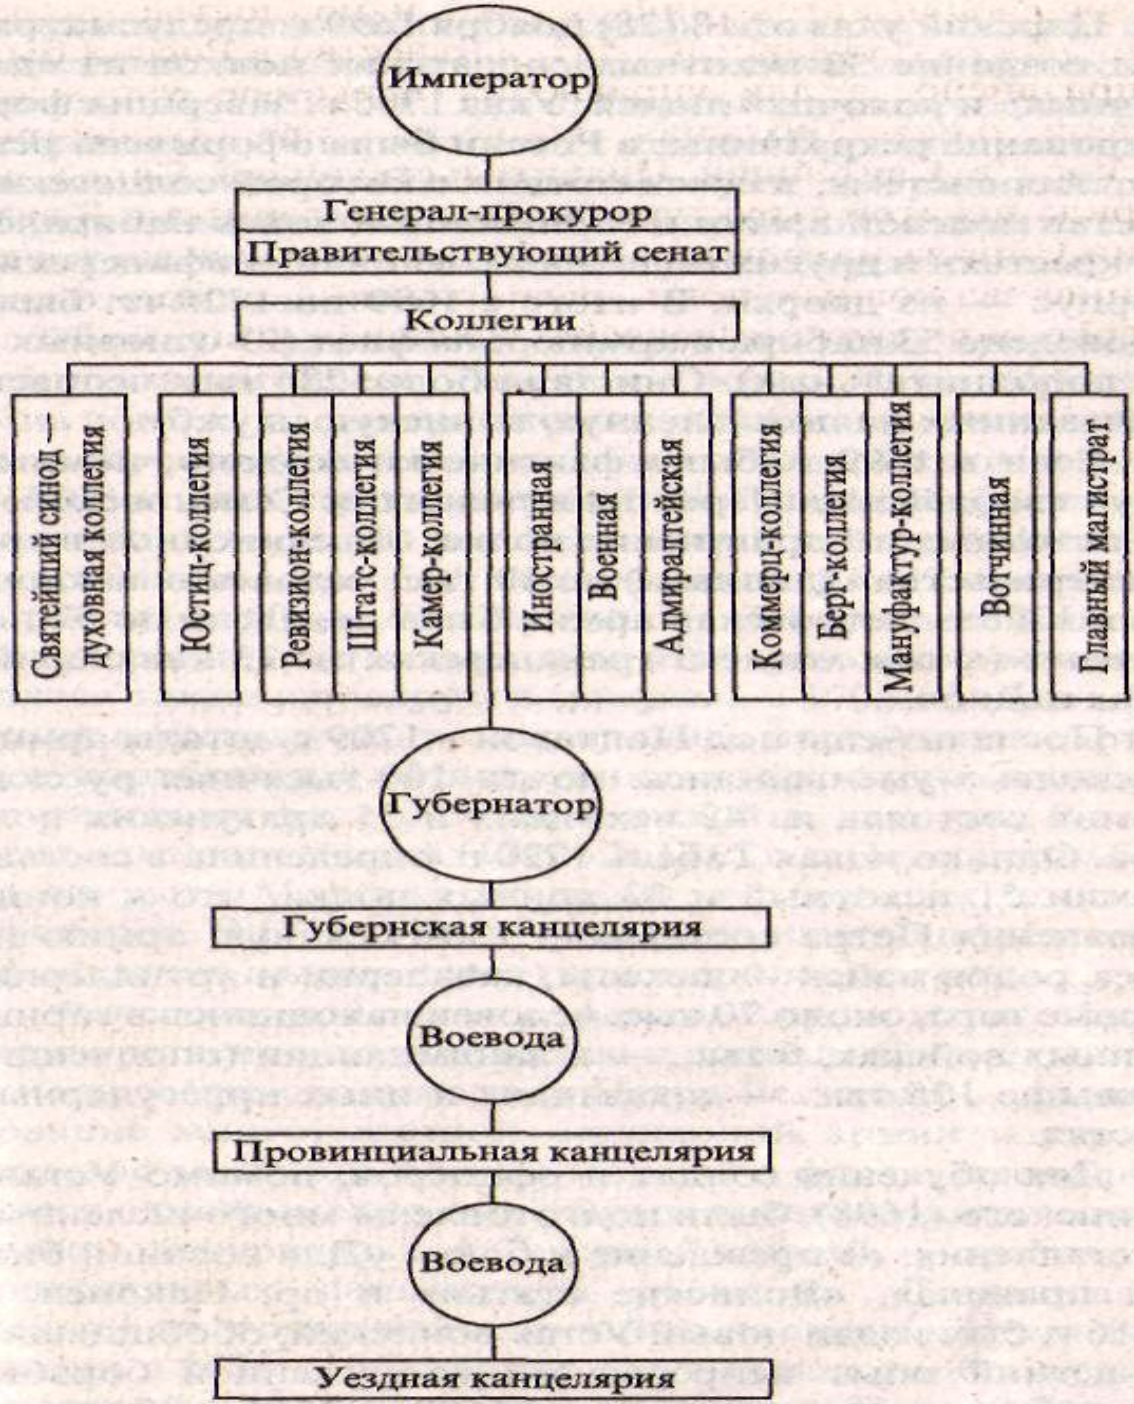 Император
Генерал-прокурор
Правительствующий сенат
Коллегии
Святейший синод —
духовная коллегия
Юстиц-коллегия
Ревизион-коллегия
Штатс-коллегия
Камер-коллегия
Иностранная
Военная
Адмиралтейская
Коммерц-коллегия
Берг-коллегия
Мануфактур-коллегия
Вотчинная
Главный магистрат
Губернатор
Губернская канцелярия
Воевода
Провинциальная канцелярия
Воевода
Уездная канцелярия